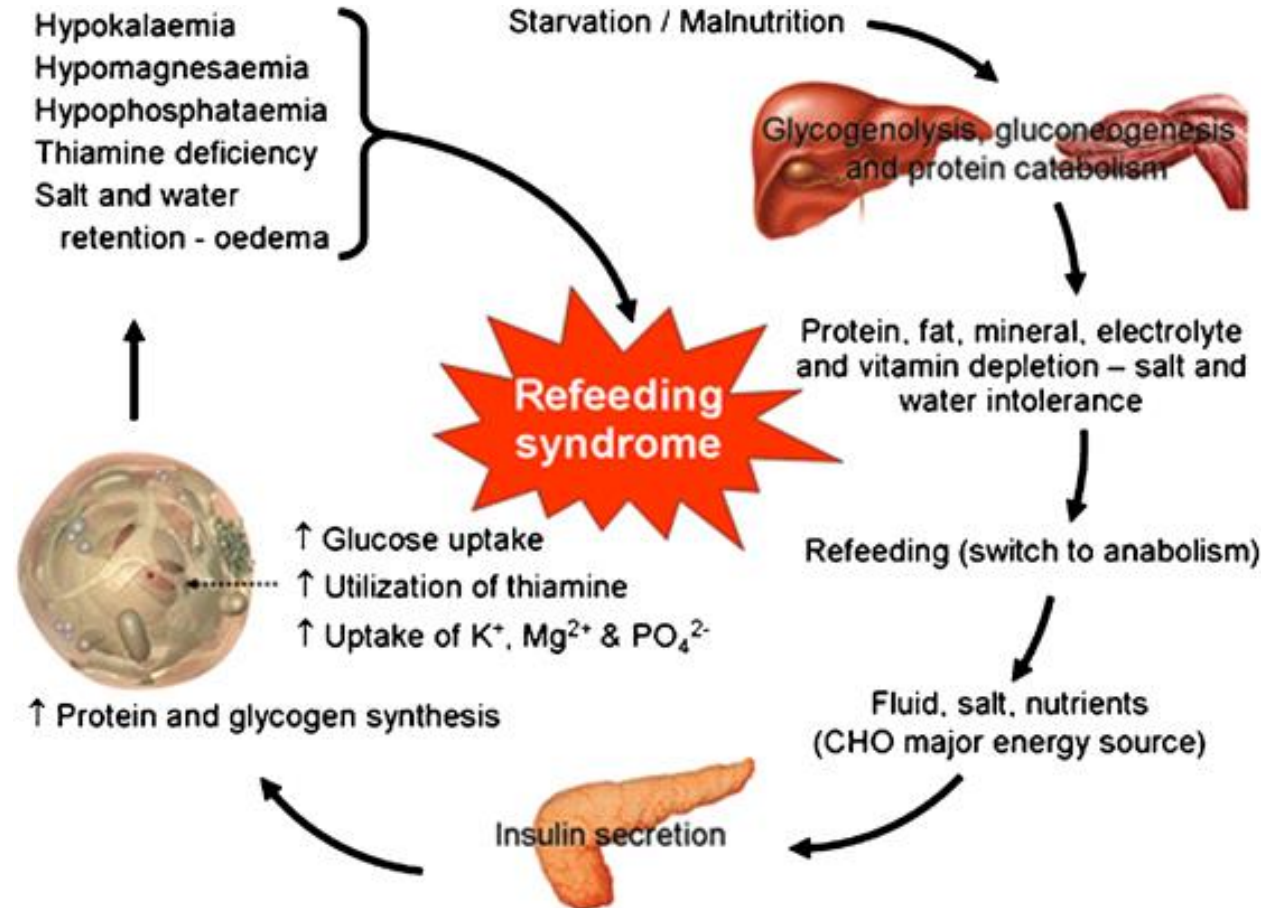 Starvation / Malnutrition
Glycogenolysis, gluconeogenesis
and protein catabolism
Protein, fat, mineral, electrolyte
and vitamin depletion – salt and
water intolerance
Refeeding (switch to anabolism)
Fluid, salt, nutrients
(CHO major energy source)
Insulin secretion
↑ Protein and glycogen synthesis
↑ Glucose uptake
↑ Utilization of thiamine
↑ Uptake of K⁺, Mg²⁺ & PO₄²⁻
Hypokalaemia
Hypomagnesaemia
Hypophosphataemia
Thiamine deficiency
Salt and water
retention - oedema
Refeeding
syndrome